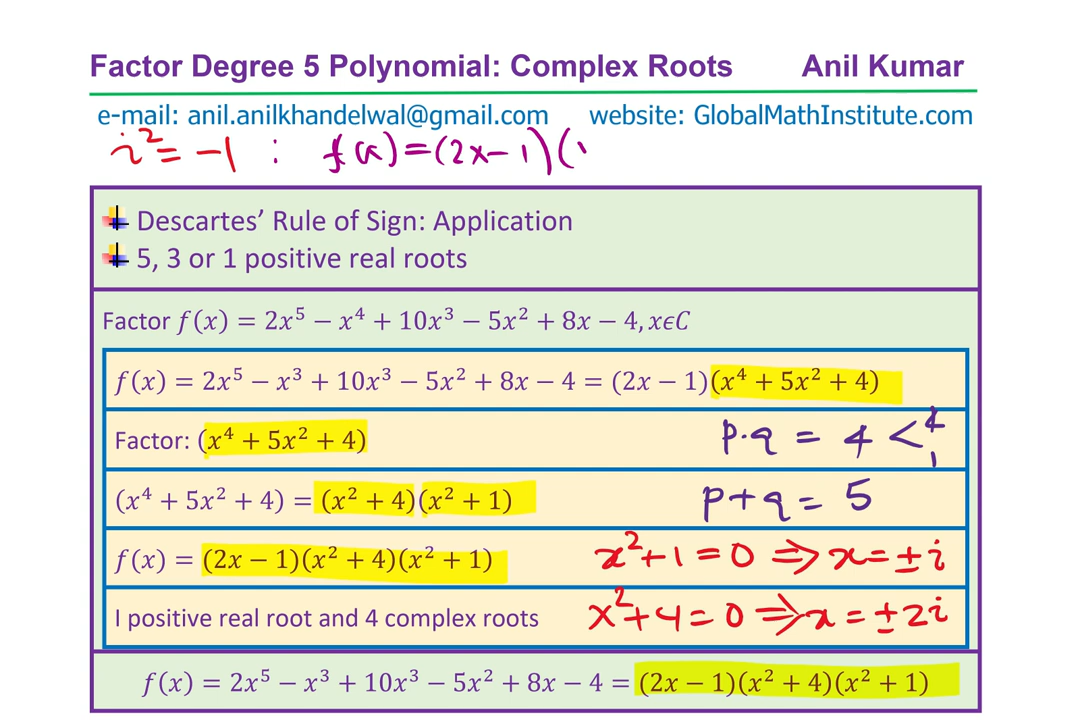 Factor Degree 5 Polynomial: Complex Roots Anil Kumar
e-mail: anil.anilkhandelwal@gmail.com website: GlobalMathInstitute.com
i² = -1 : f(x) = (2x-1)(
Descartes' Rule of Sign: Application
5, 3 or 1 positive real roots
Factor f(x) = 2x⁵ − x⁴ + 10x³ − 5x² + 8x − 4, xϵC
f(x) = 2x⁵ − x³ + 10x³ − 5x² + 8x − 4 = (2x − 1)(x⁴ + 5x² + 4)
Factor: (x⁴ + 5x² + 4) p·q = 4 < 4 1
(x⁴ + 5x² + 4) = (x² + 4)(x² + 1) p+q = 5
f(x) = (2x − 1)(x² + 4)(x² + 1) x²+1=0 ⇒ x=±i
I positive real root and 4 complex roots x²+4=0 ⇒ x=±2i
f(x) = 2x⁵ − x³ + 10x³ − 5x² + 8x − 4 = (2x − 1)(x² + 4)(x² + 1)